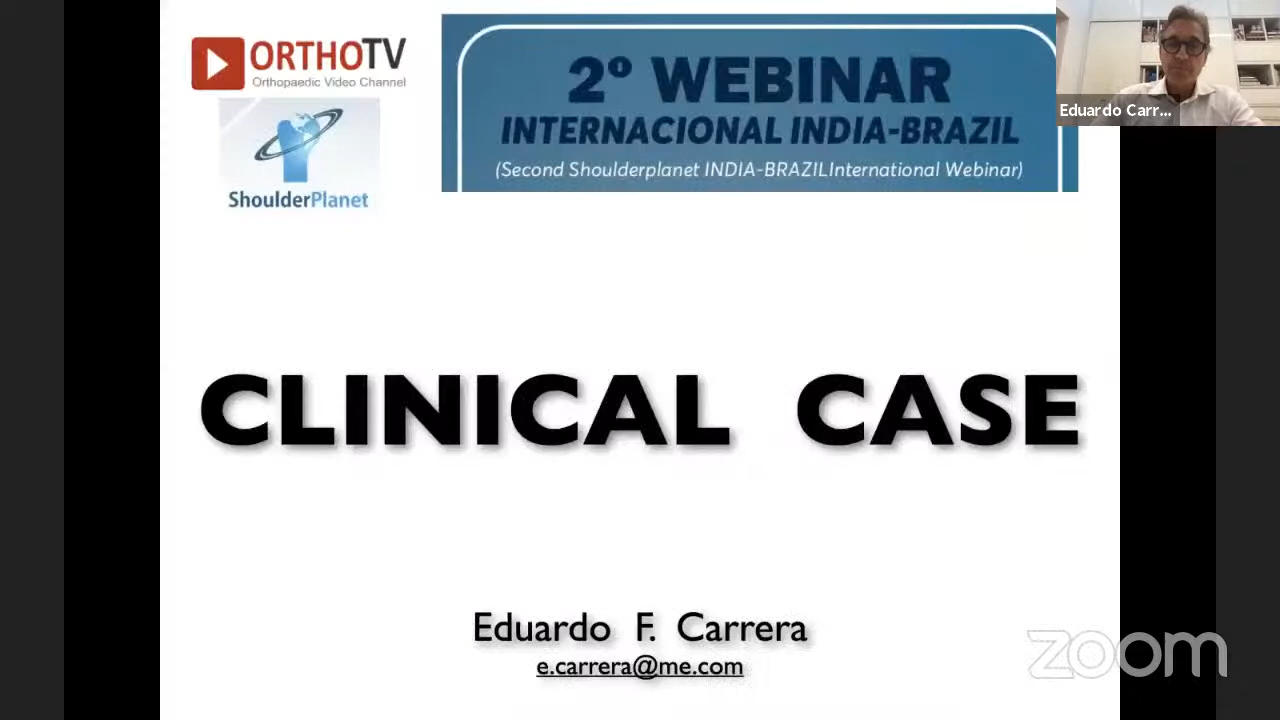 ORTHOTV
Orthopaedic Video Channel
ShoulderPlanet
2º WEBINAR
INTERNACIONAL INDIA-BRAZIL
(Second Shoulderplanet INDIA-BRAZILInternational Webinar)
Eduardo Carr...
CLINICAL CASE
Eduardo F. Carrera
e.carrera@me.com
zoom